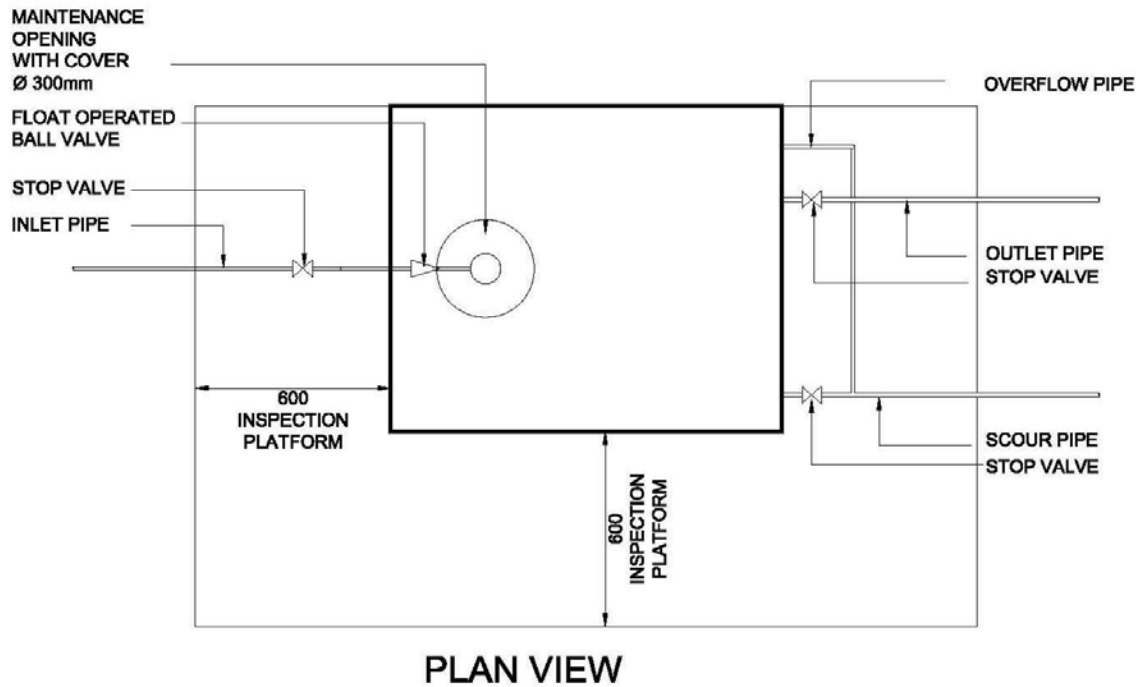 MAINTENANCE
OPENING
WITH COVER
Ø 300mm
FLOAT OPERATED
BALL VALVE
STOP VALVE
INLET PIPE
OVERFLOW PIPE
OUTLET PIPE
STOP VALVE
600
INSPECTION
PLATFORM
SCOUR PIPE
STOP VALVE
600
INSPECTION
PLATFORM
PLAN VIEW